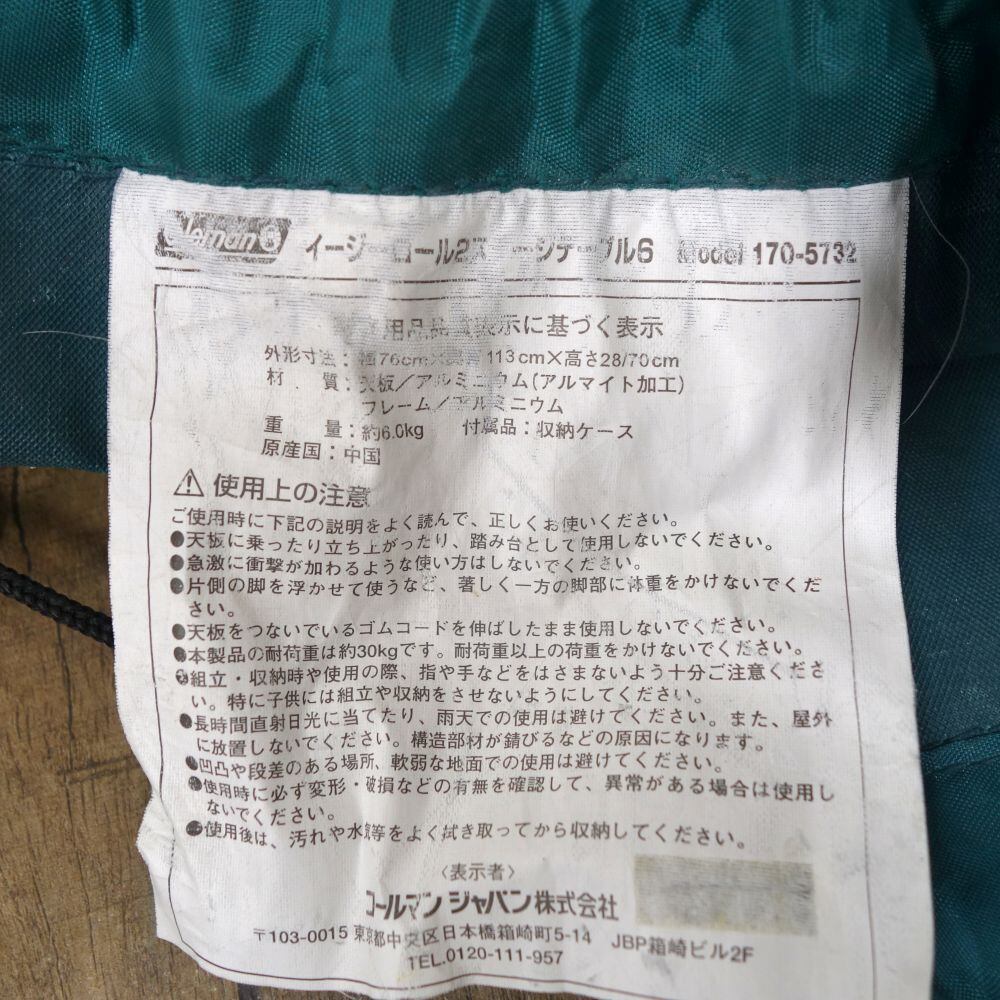 Coleman イージーロール2ステージテーブル6 Model 170-5732
用品品質表示に基づく表示
外形寸法:幅76cm×奥行113cm×高さ28/70cm
材 質:天板/アルミニウム(アルマイト加工)
フレーム/アルミニウム
重 量:約6.0kg 付属品:収納ケース
原産国:中国
⚠ 使用上の注意
ご使用時に下記の説明をよく読んで、正しくお使いください。
●天板に乗ったり立ち上がったり、踏み台として使用しないでください。
●急激に衝撃が加わるような使い方はしないでください。
●片側の脚を浮かせて使うなど、著しく一方の脚部に体重をかけないでくだ
さい。
●天板をつないでいるゴムコードを伸ばしたまま使用しないでください。
●本製品の耐荷重は約30kgです。耐荷重以上の荷重をかけないでください。
●組立・収納時や使用の際、指や手などをはさまないよう十分ご注意くださ
い。特に子供には組立や収納をさせないようにしてください。
●長時間直射日光に当てたり、雨天での使用は避けてください。また、屋外
に放置しないでください。構造部材が錆びるなどの原因になります。
●凹凸や段差のある場所、軟弱な地面での使用は避けてください。
●使用時に必ず変形・破損などの有無を確認して、異常がある場合は使用し
ないでください。
●使用後は、汚れや水気等をよく拭き取ってから収納してください。
〈表示者〉
コールマン ジャパン株式会社
〒103-0015 東京都中央区日本橋箱崎町5-14 JBP箱崎ビル2F
TEL.0120-111-957